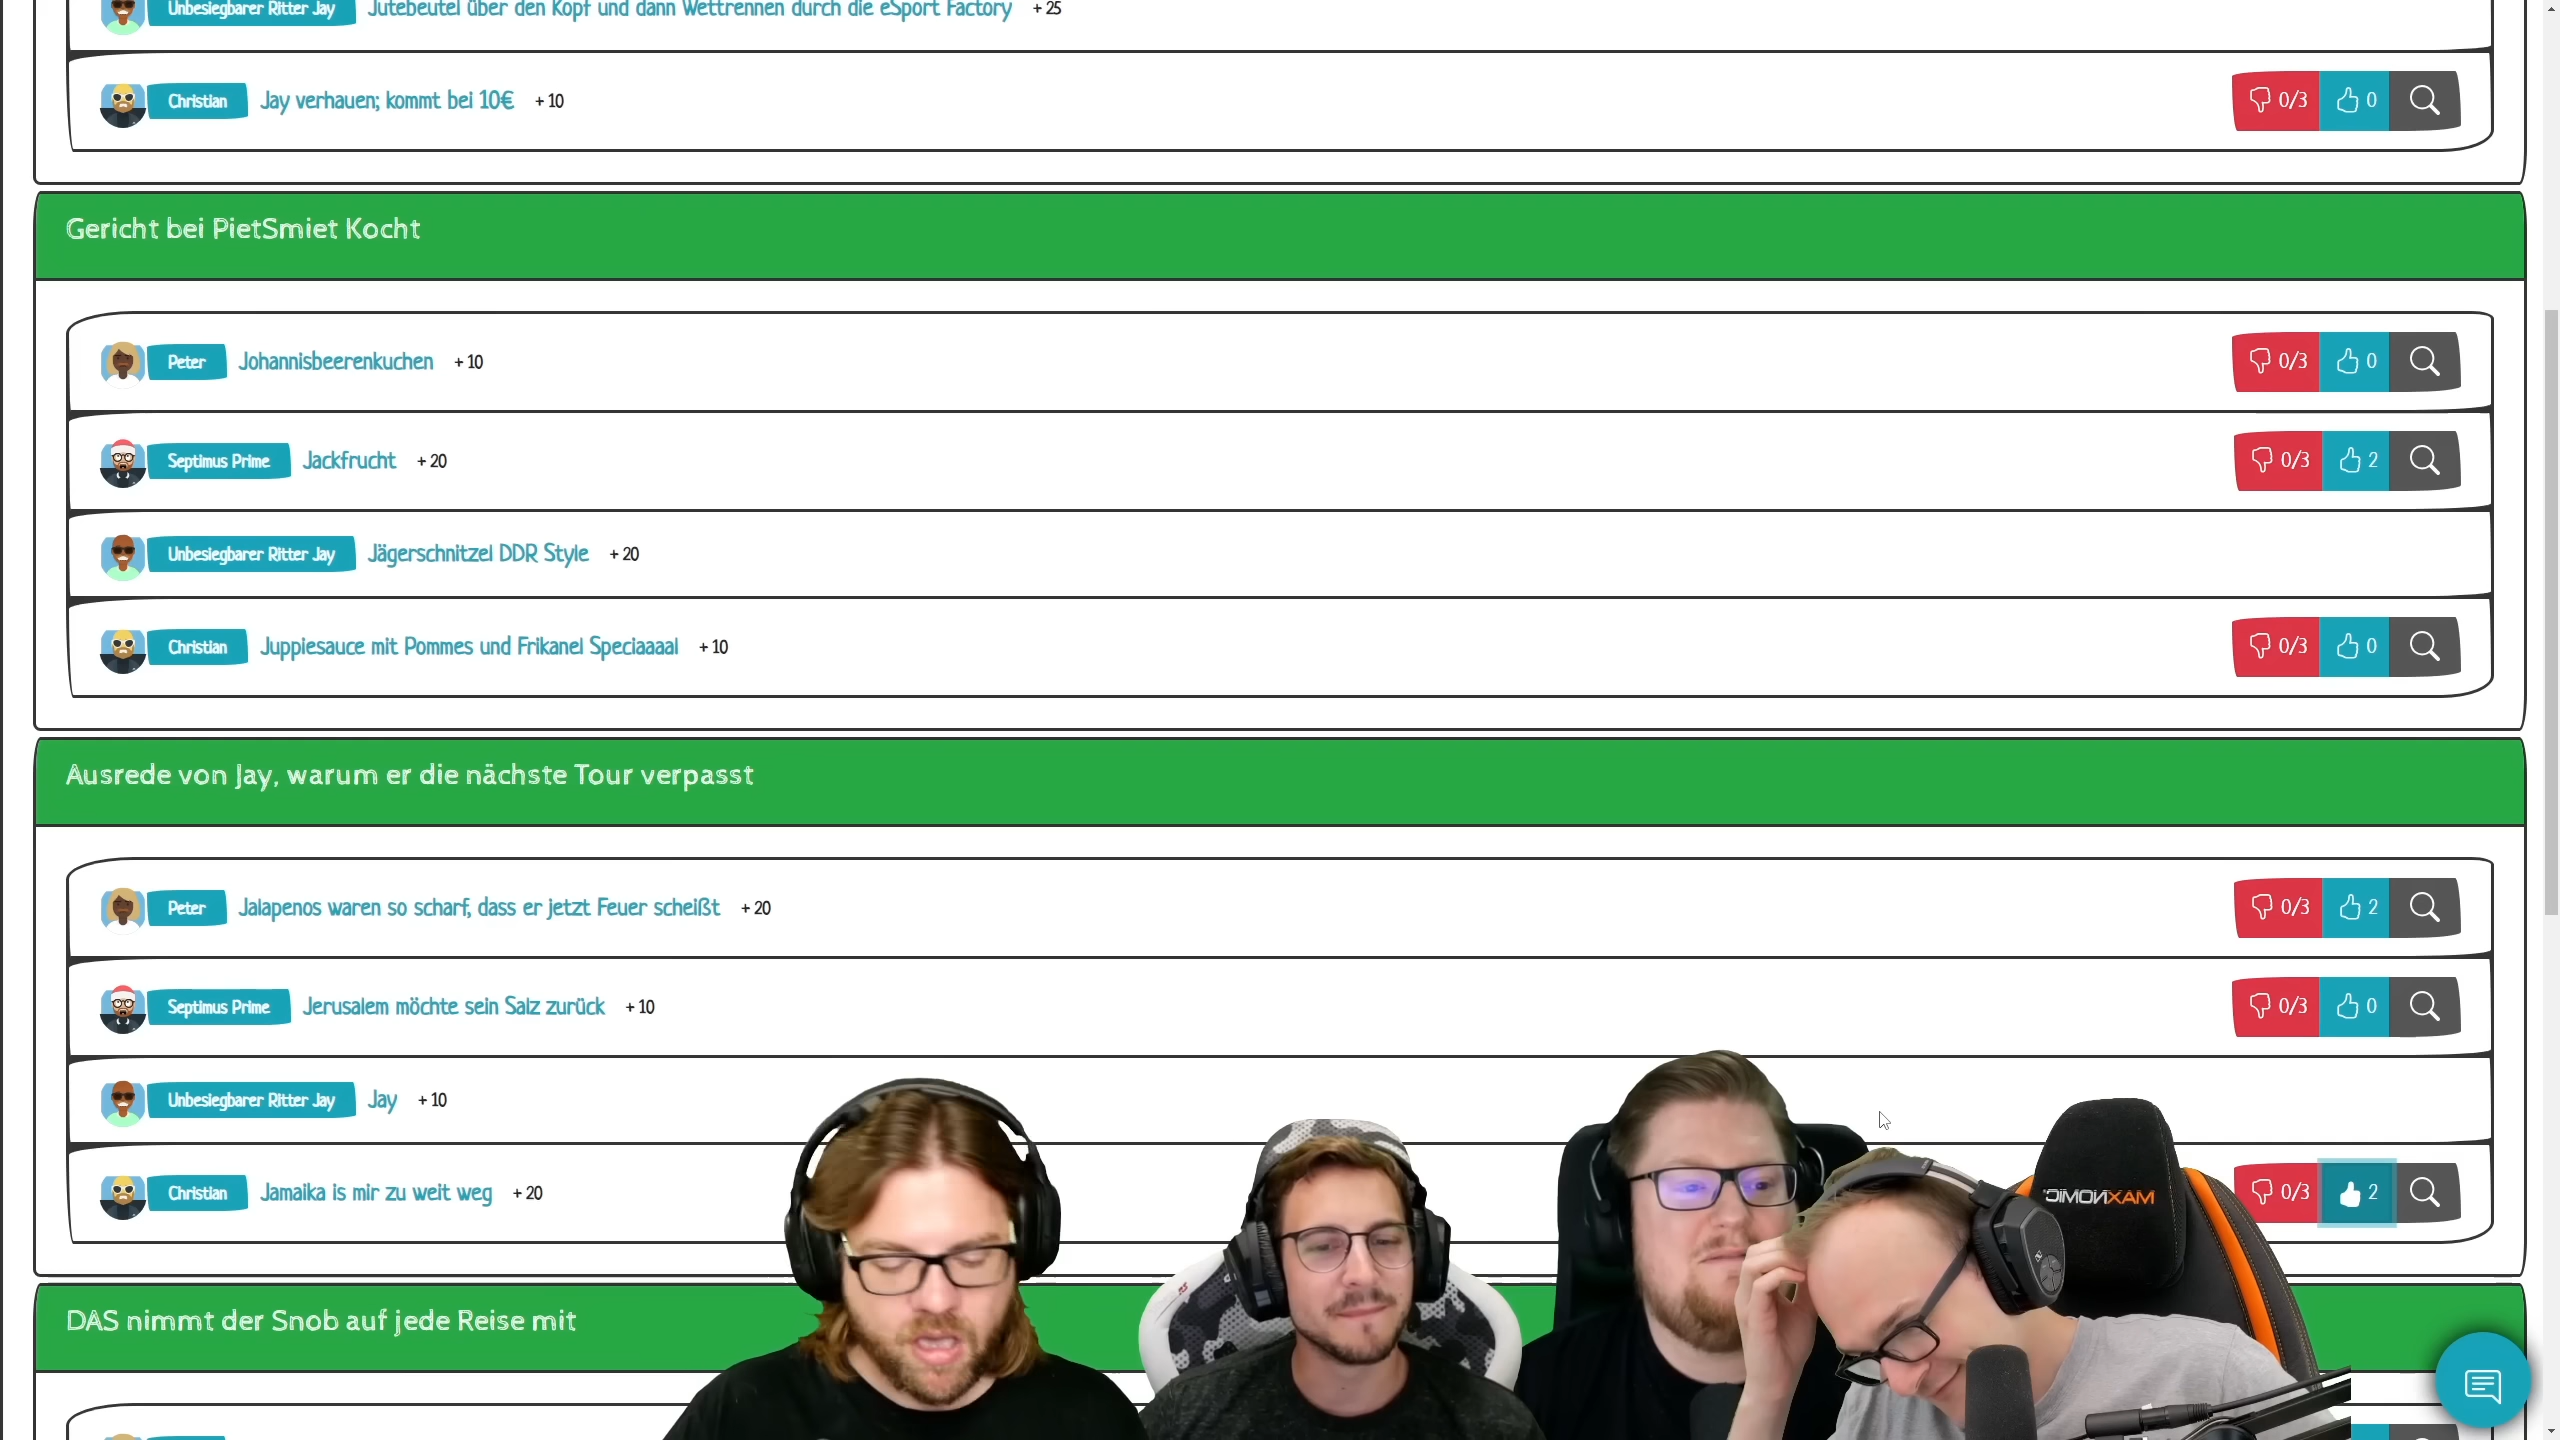 Unbesiegbarer Ritter Jay Jutebeutel über den Kopf und dann Wettrennen durch die eSport Factory + 25
Christian Jay verhauen; kommt bei 10€ + 10 0/3 0
Gericht bei PietSmiet Kocht
Peter Johannisbeerenkuchen + 10 0/3 0
Septimus Prime Jackfrucht + 20 0/3 2
Unbesiegbarer Ritter Jay Jägerschnitzel DDR Style + 20
Christian Juppiesauce mit Pommes und Frikanel Speciaaaal + 10 0/3 0
Ausrede von Jay, warum er die nächste Tour verpasst
Peter Jalapenos waren so scharf, dass er jetzt Feuer scheißt + 20 0/3 2
Septimus Prime Jerusalem möchte sein Salz zurück + 10 0/3 0
Unbesiegbarer Ritter Jay Jay + 10
Christian Jamaika is mir zu weit weg + 20 0/3 2
MAXNOMIC
DAS nimmt der Snob auf jede Reise mit